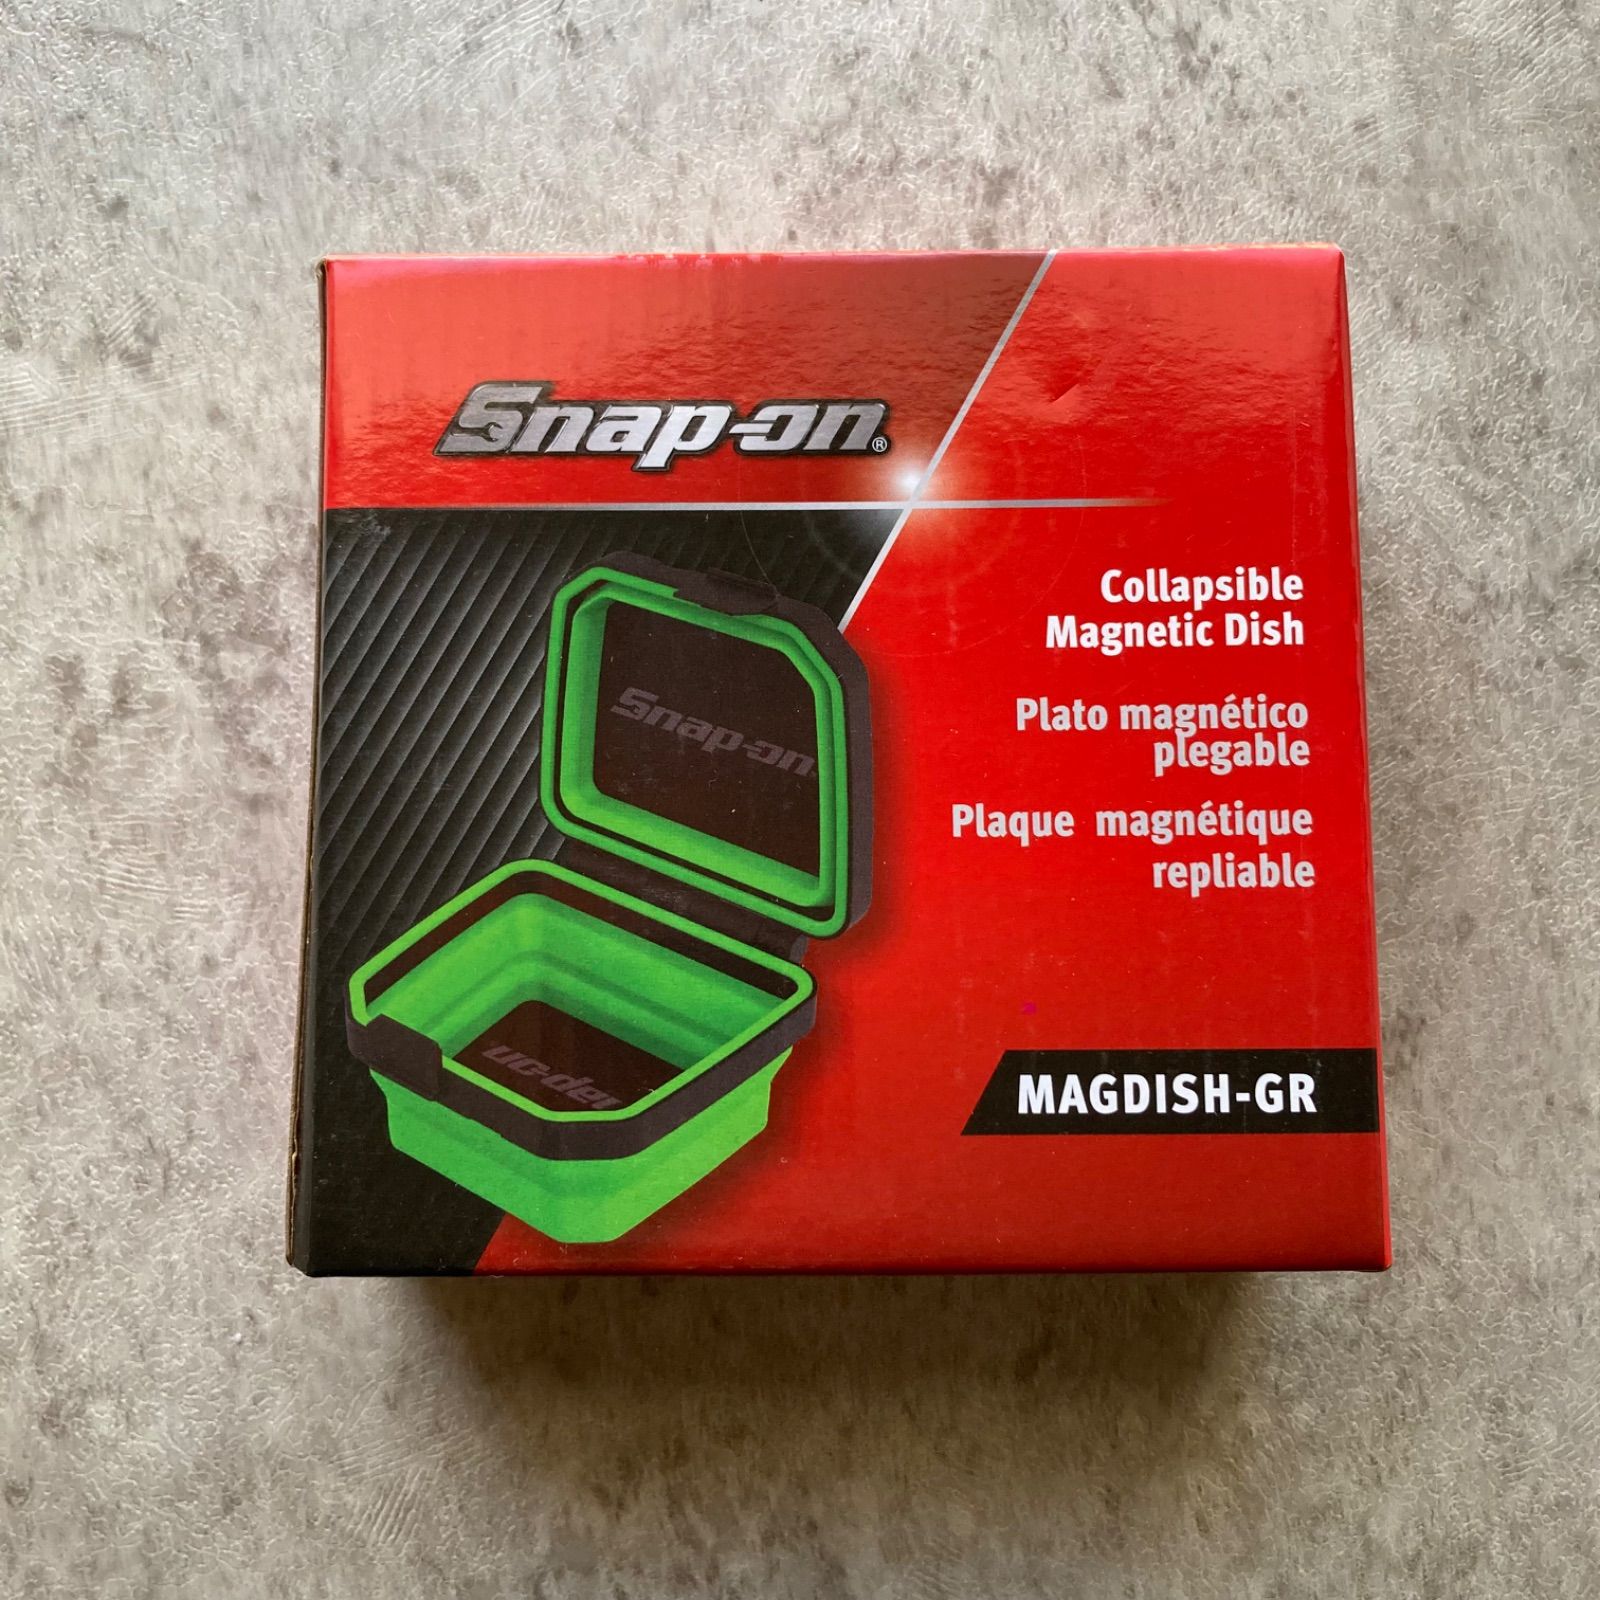 Snap-on®
Collapsible
Magnetic Dish
Plato magnético
plegable
Plaque magnétique
repliable
Snap-on
MAGDISH-GR